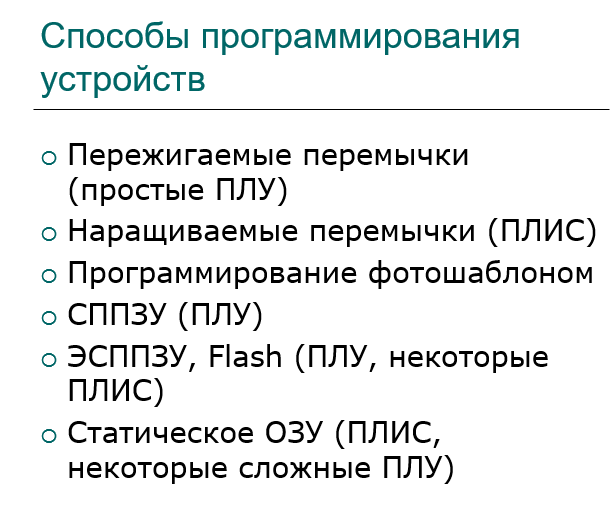 Способы программирования
устройств
Пережигаемые перемычки
(простые ПЛУ)
Наращиваемые перемычки (ПЛИС)
Программирование фотошаблоном
СППЗУ (ПЛУ)
ЭСППЗУ, Flash (ПЛУ, некоторые
ПЛИС)
Статическое ОЗУ (ПЛИС,
некоторые сложные ПЛУ)